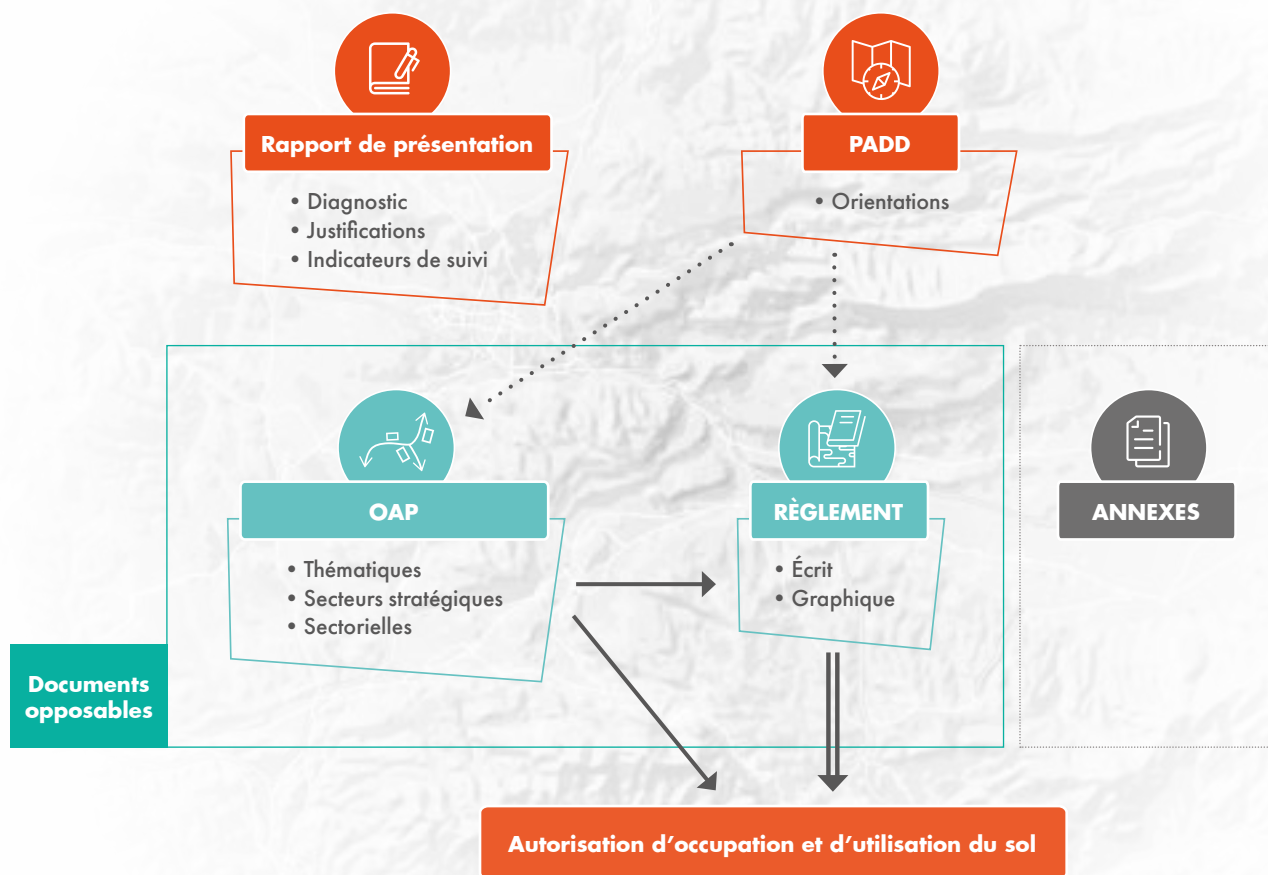 Rapport de présentation
• Diagnostic
• Justifications
• Indicateurs de suivi
PADD
• Orientations
OAP
• Thématiques
• Secteurs stratégiques
• Sectorielles
RÈGLEMENT
• Écrit
• Graphique
ANNEXES
Documents
opposables
Autorisation d'occupation et d'utilisation du sol